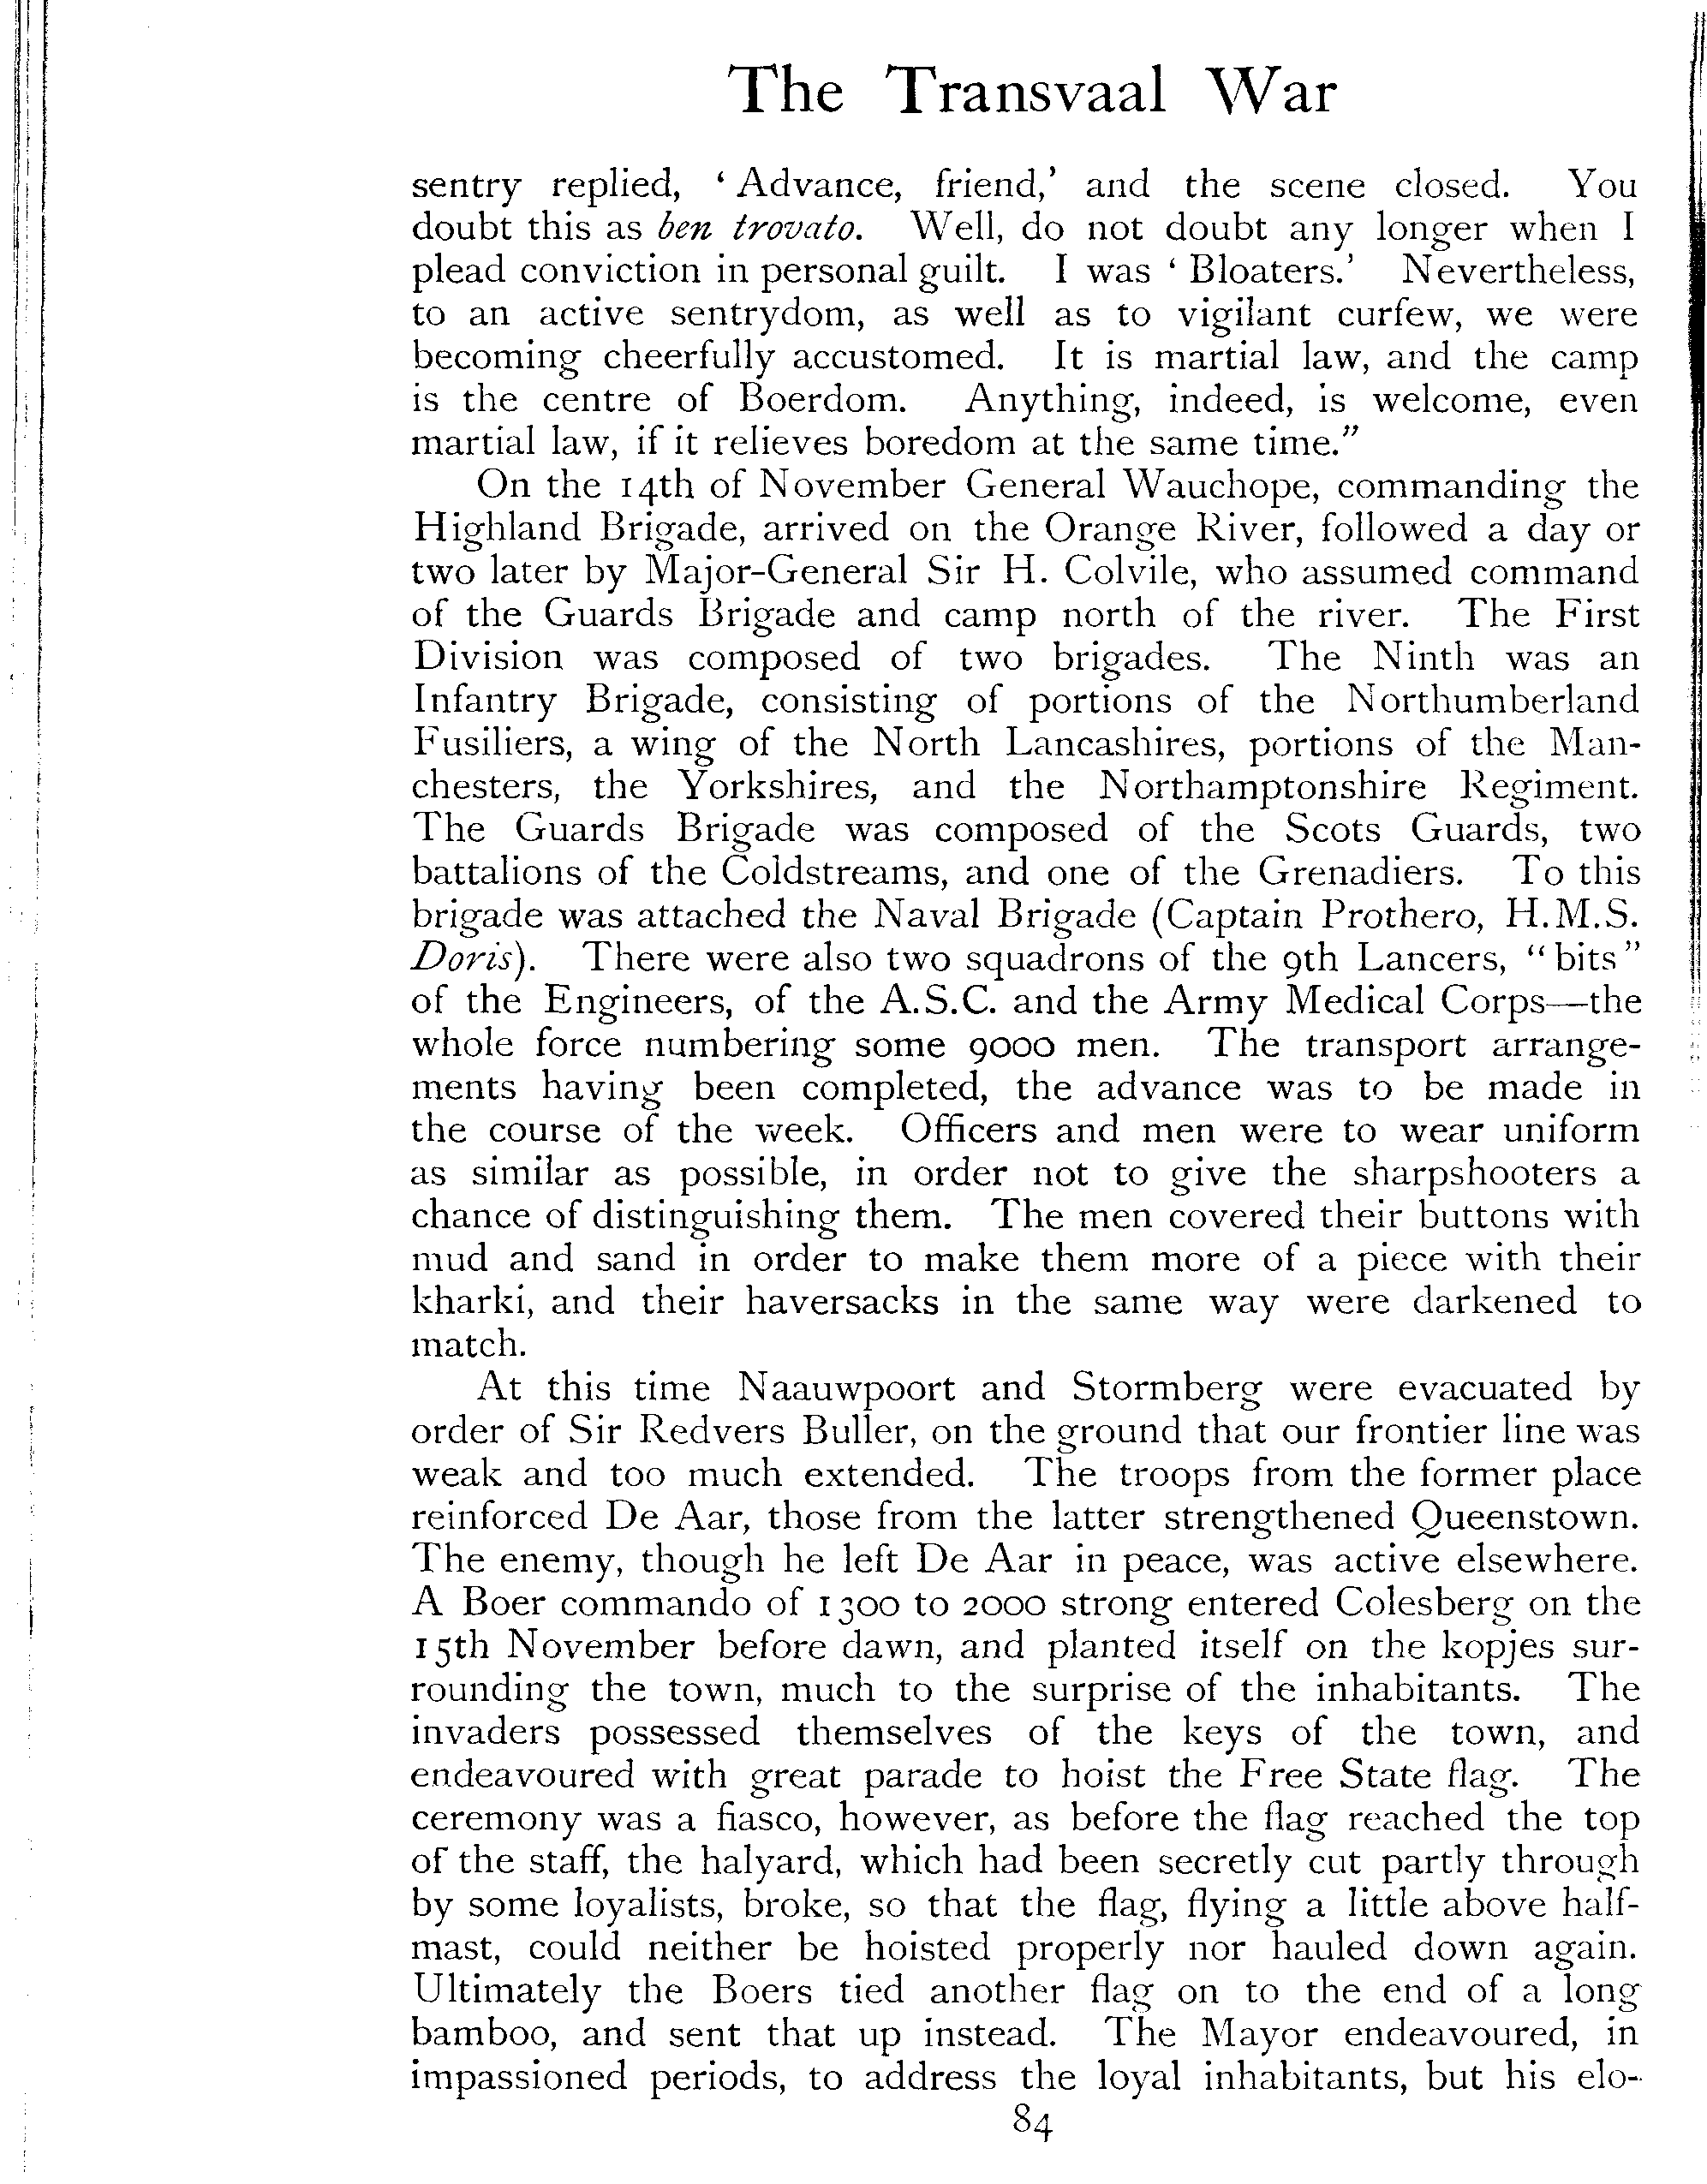 The Transvaal War
sentry replied, ‘ Advance, friend,’ and the scene closed. You
doubt this as ben trovato. Well, do not doubt any longer when I
plead conviction in personal guilt. I was ‘ Bloaters.’ Nevertheless,
to an active sentrydom, as well as to vigilant curfew, we were
becoming cheerfully accustomed. It is martial law, and the camp
is the centre of Boerdom. Anything, indeed, is welcome, even
martial law, if it relieves boredom at the same time.”
On the 14th of November General Wauchope, commanding the
Highland Brigade, arrived on the Orange River, followed a day or
two later by Major-General Sir H. Colvile, who assumed command
of the Guards Brigade and camp north of the river. The First
Division was composed of two brigades. The Ninth was an
Infantry Brigade, consisting of portions of the Northumberland
Fusiliers, a wing of the North Lancashires, portions of the Man-
chesters, the Yorkshires, and the Northamptonshire Regiment.
The Guards Brigade was composed of the Scots Guards, two
battalions of the Coldstreams, and one of the Grenadiers. To this
brigade was attached the Naval Brigade (Captain Prothero, H.M.S.
Doris). There were also two squadrons of the 9th Lancers, “ bits ”
of the Engineers, of the A.S.C. and the Army Medical Corps—the
whole force numbering some 9000 men. The transport arrange-
ments having been completed, the advance was to be made in
the course of the week. Officers and men were to wear uniform
as similar as possible, in order not to give the sharpshooters a
chance of distinguishing them. The men covered their buttons with
mud and sand in order to make them more of a piece with their
kharki, and their haversacks in the same way were darkened to
match.
At this time Naauwpoort and Stormberg were evacuated by
order of Sir Redvers Buller, on the ground that our frontier line was
weak and too much extended. The troops from the former place
reinforced De Aar, those from the latter strengthened Queenstown.
The enemy, though he left De Aar in peace, was active elsewhere.
A Boer commando of 1300 to 2000 strong entered Colesberg on the
15th November before dawn, and planted itself on the kopjes sur-
rounding the town, much to the surprise of the inhabitants. The
invaders possessed themselves of the keys of the town, and
endeavoured with great parade to hoist the Free State flag. The
ceremony was a fiasco, however, as before the flag reached the top
of the staff, the halyard, which had been secretly cut partly through
by some loyalists, broke, so that the flag, flying a little above half-
mast, could neither be hoisted properly nor hauled down again.
Ultimately the Boers tied another flag on to the end of a long
bamboo, and sent that up instead. The Mayor endeavoured, in
impassioned periods, to address the loyal inhabitants, but his elo-
84